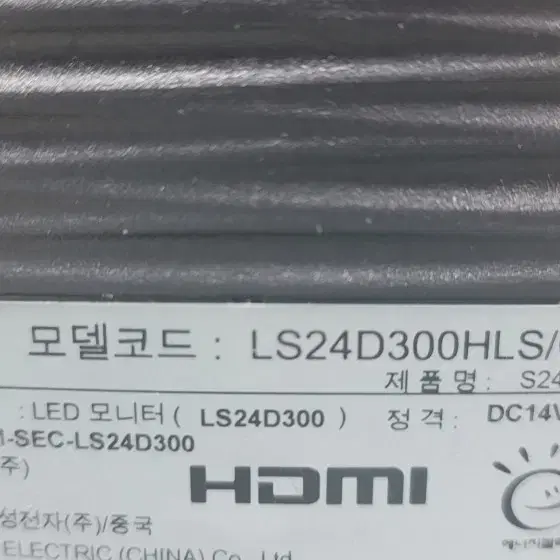 모델코드 : LS24D300HLS/
제 품 명 : S24
: LED 모니터 ( LS24D300 ) 정 격 : DC14V
-SEC-LS24D300
주)
HDMI
성전자(주)/중국
ELECTRIC (CHINA) Co., Ltd